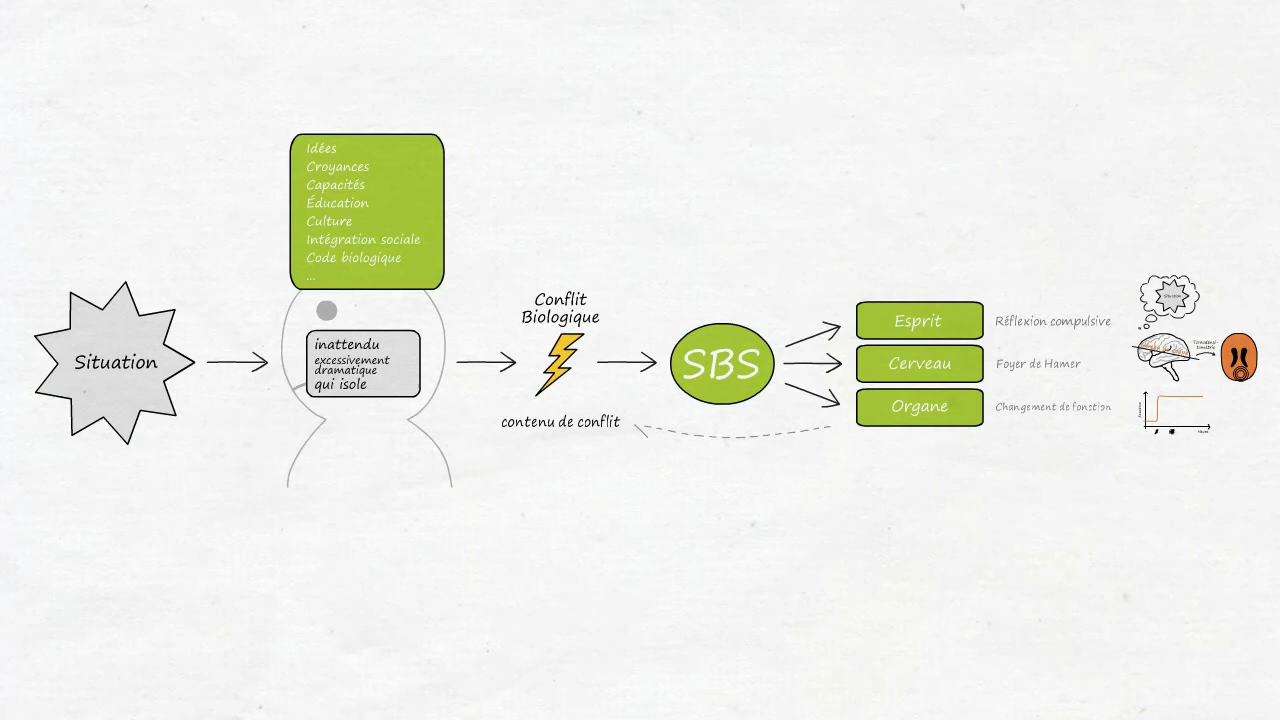 Situation
Idées
Croyances
Capacités
Éducation
Culture
Intégration sociale
Code biologique
...
inattendu
excessivement
dramatique
qui isole
Conflit
Biologique
contenu de conflit
SBS
Esprit
Réflexion compulsive
Cerveau
Foyer de Hamer
Organe
Changement de fonction
Situation